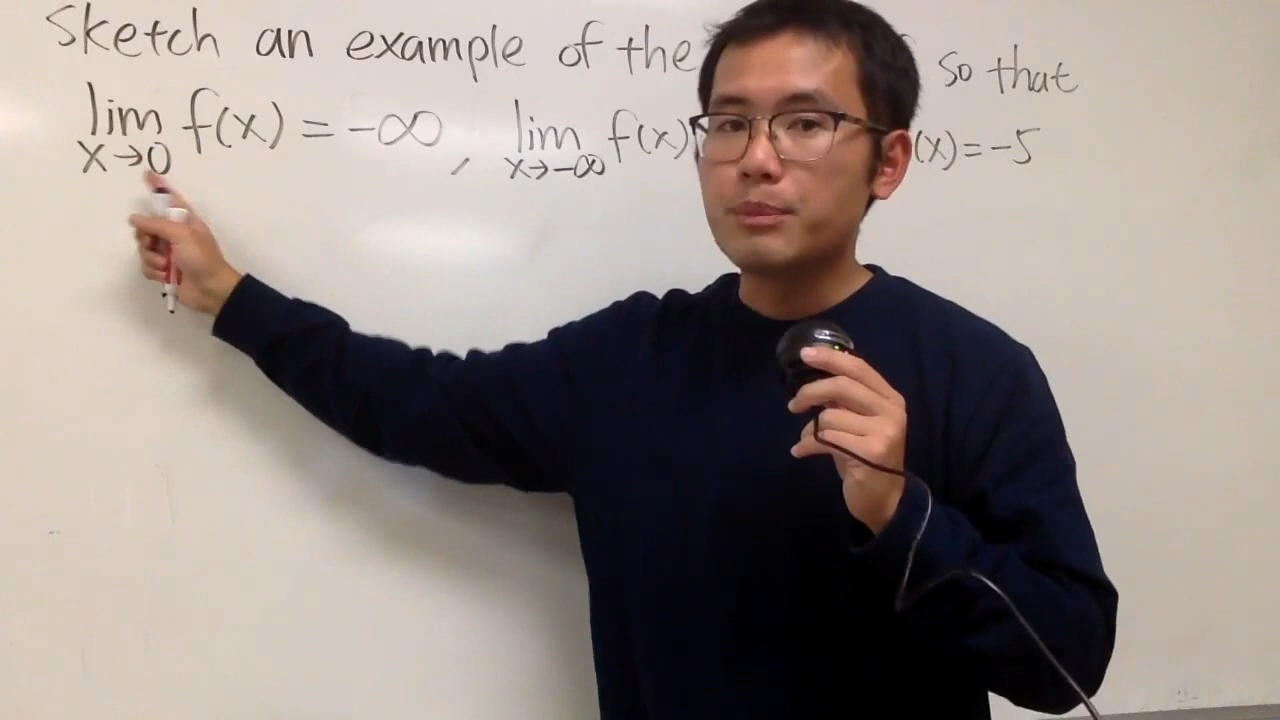 Sketch an example of the so that
lim f(x) = -∞, lim f(x) (x) = -5
x→0 x→-∞